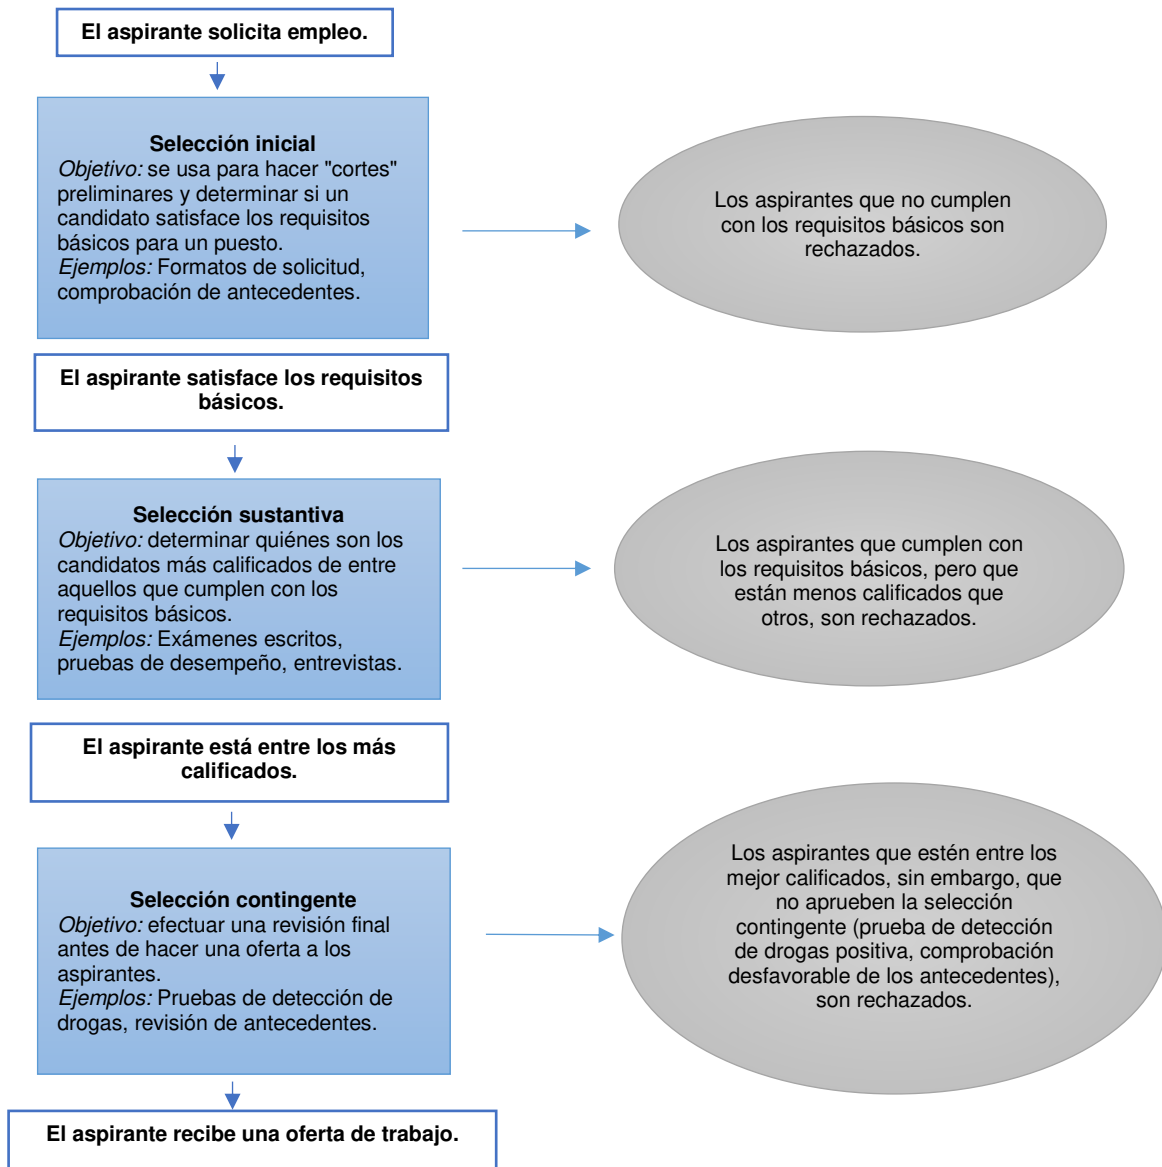 El aspirante solicita empleo.
Selección inicial
Objetivo: se usa para hacer "cortes"
preliminares y determinar si un
candidato satisface los requisitos
básicos para un puesto.
Ejemplos: Formatos de solicitud,
comprobación de antecedentes.
Los aspirantes que no cumplen
con los requisitos básicos son
rechazados.
El aspirante satisface los requisitos
básicos.
Selección sustantiva
Objetivo: determinar quiénes son los
candidatos más calificados de entre
aquellos que cumplen con los
requisitos básicos.
Ejemplos: Exámenes escritos,
pruebas de desempeño, entrevistas.
Los aspirantes que cumplen con
los requisitos básicos, pero que
están menos calificados que
otros, son rechazados.
El aspirante está entre los más
calificados.
Selección contingente
Objetivo: efectuar una revisión final
antes de hacer una oferta a los
aspirantes.
Ejemplos: Pruebas de detección de
drogas, revisión de antecedentes.
Los aspirantes que estén entre los
mejor calificados, sin embargo, que
no aprueben la selección
contingente (prueba de detección
de drogas positiva, comprobación
desfavorable de los antecedentes),
son rechazados.
El aspirante recibe una oferta de trabajo.